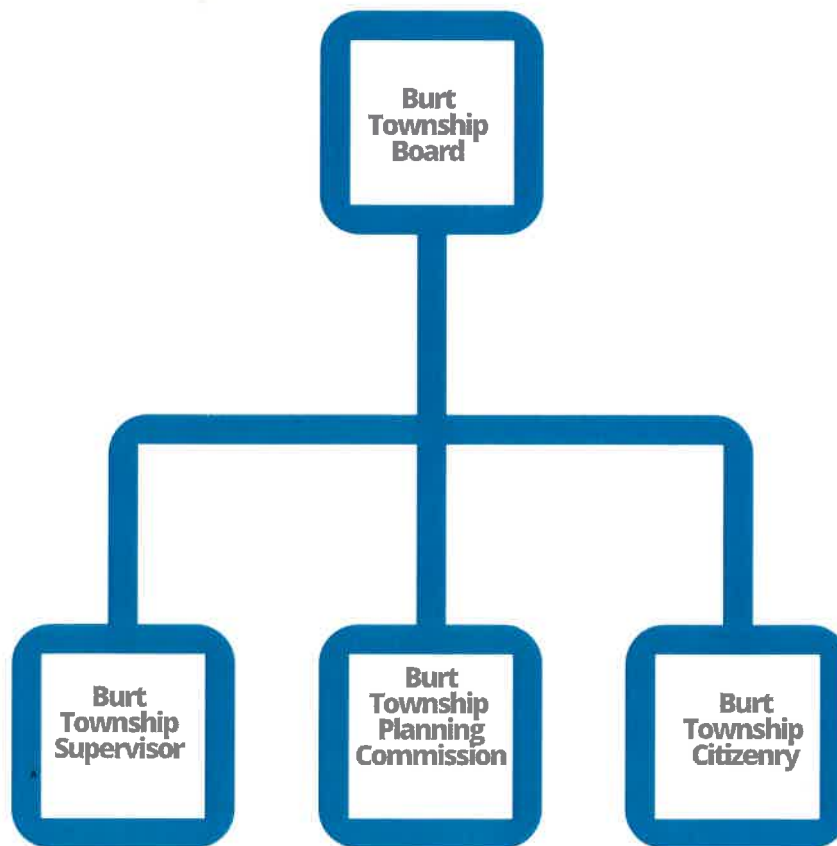 Burt
Township
Board
Burt
Township
Supervisor
Burt
Township
Planning
Commission
Burt
Township
Citizenry